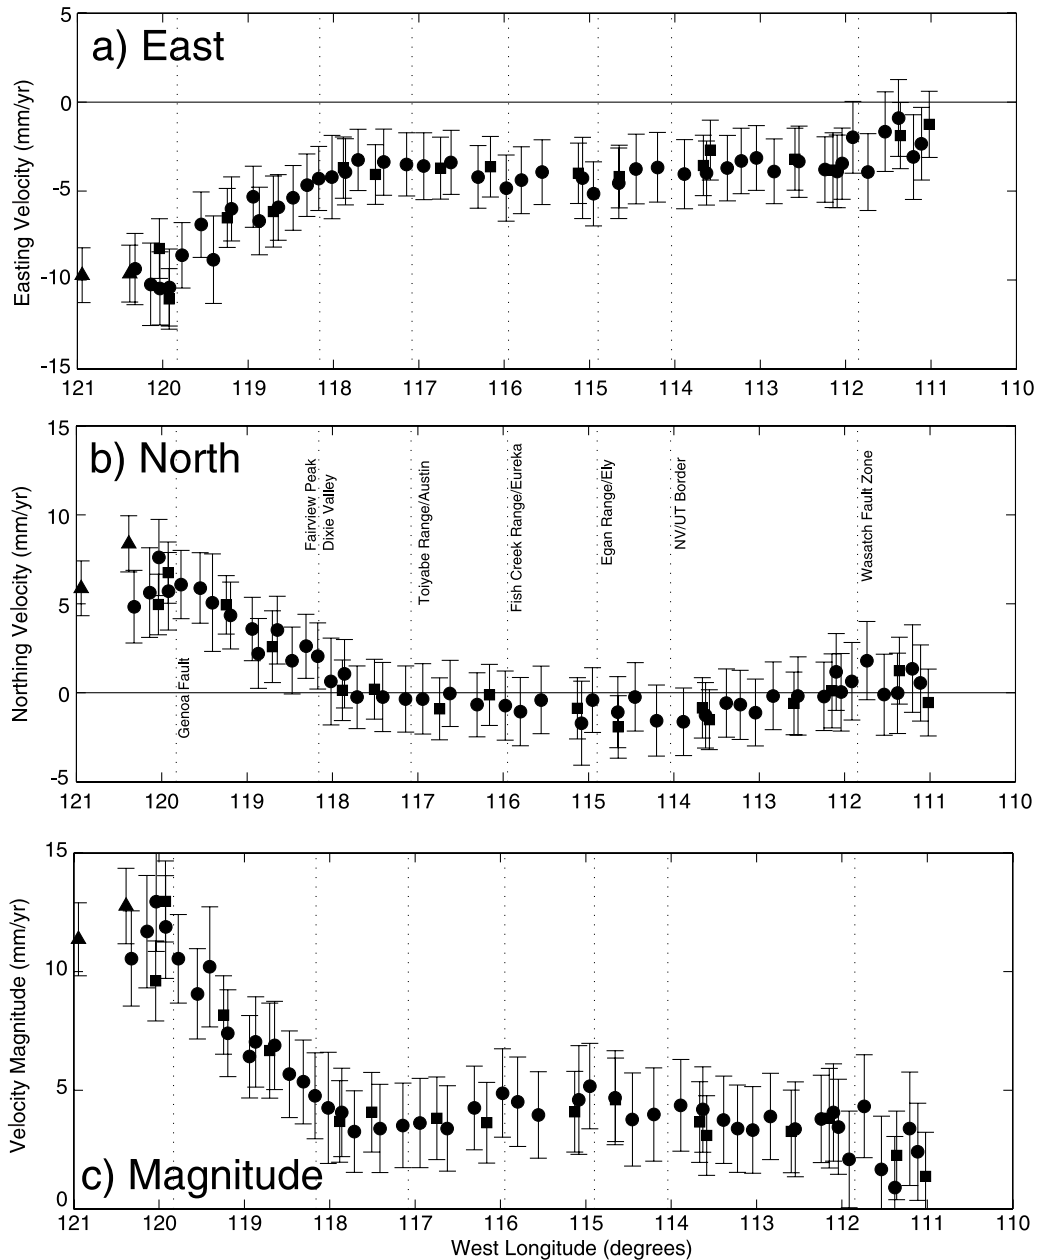 a) East
Easting Velocity (mm/yr)
5
0
-5
-10
-15
121 120 119 118 117 116 115 114 113 112 111 110
b) North
Northing Velocity (mm/yr)
15
10
5
0
-5
Genoa Fault
Fairview Peak
Dixie Valley
Toiyabe Range/Austin
Fish Creek Range/Eureka
Egan Range/Ely
NV/UT Border
Wasatch Fault Zone
121 120 119 118 117 116 115 114 113 112 111 110
c) Magnitude
Velocity Magnitude (mm/yr)
15
10
5
0
121 120 119 118 117 116 115 114 113 112 111 110
West Longitude (degrees)